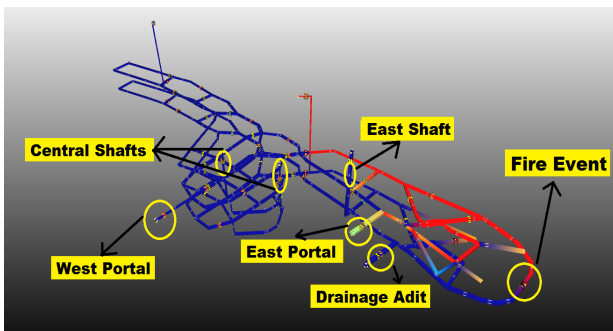 East Shaft
Central Shafts
Fire Event
East Portal
West Portal
Drainage Adit